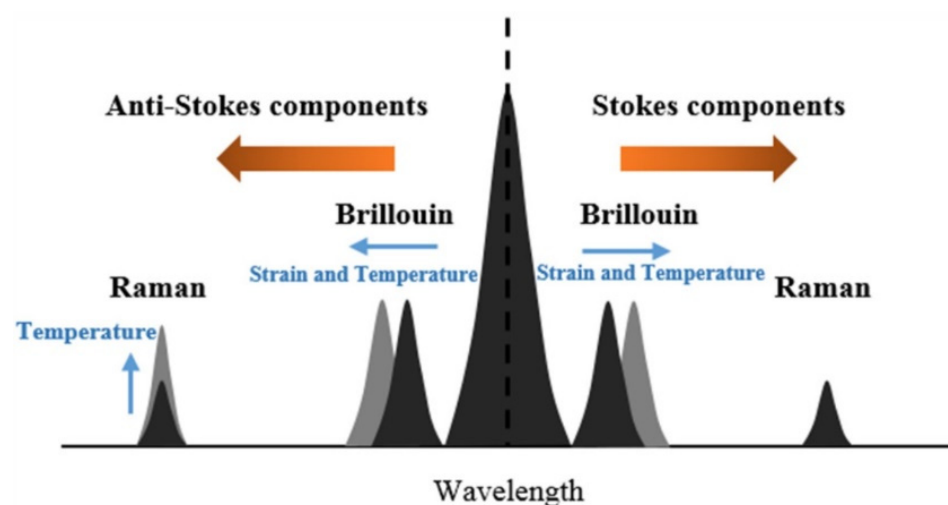 Anti-Stokes components
Stokes components
Brillouin
Brillouin
Strain and Temperature
Strain and Temperature
Raman
Raman
Temperature
Wavelength